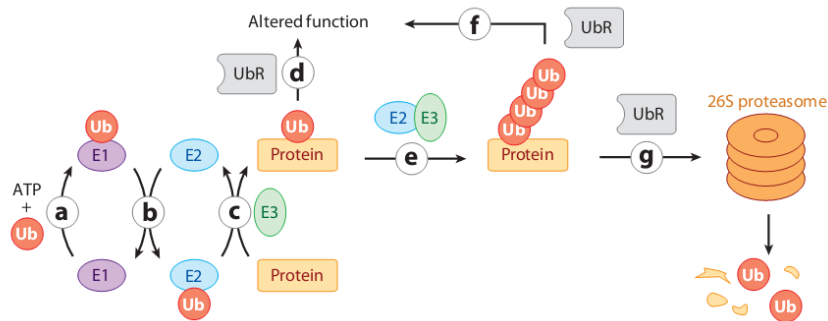 Altered function
f
UbR
UbR
d
Ub
Ub
Ub
Ub
UbR
26S proteasome
Ub
Ub
E2
E3
E1
E2
Protein
e
Protein
g
ATP
+
Ub
a
b
c
E3
E1
E2
Protein
Ub
Ub
Ub